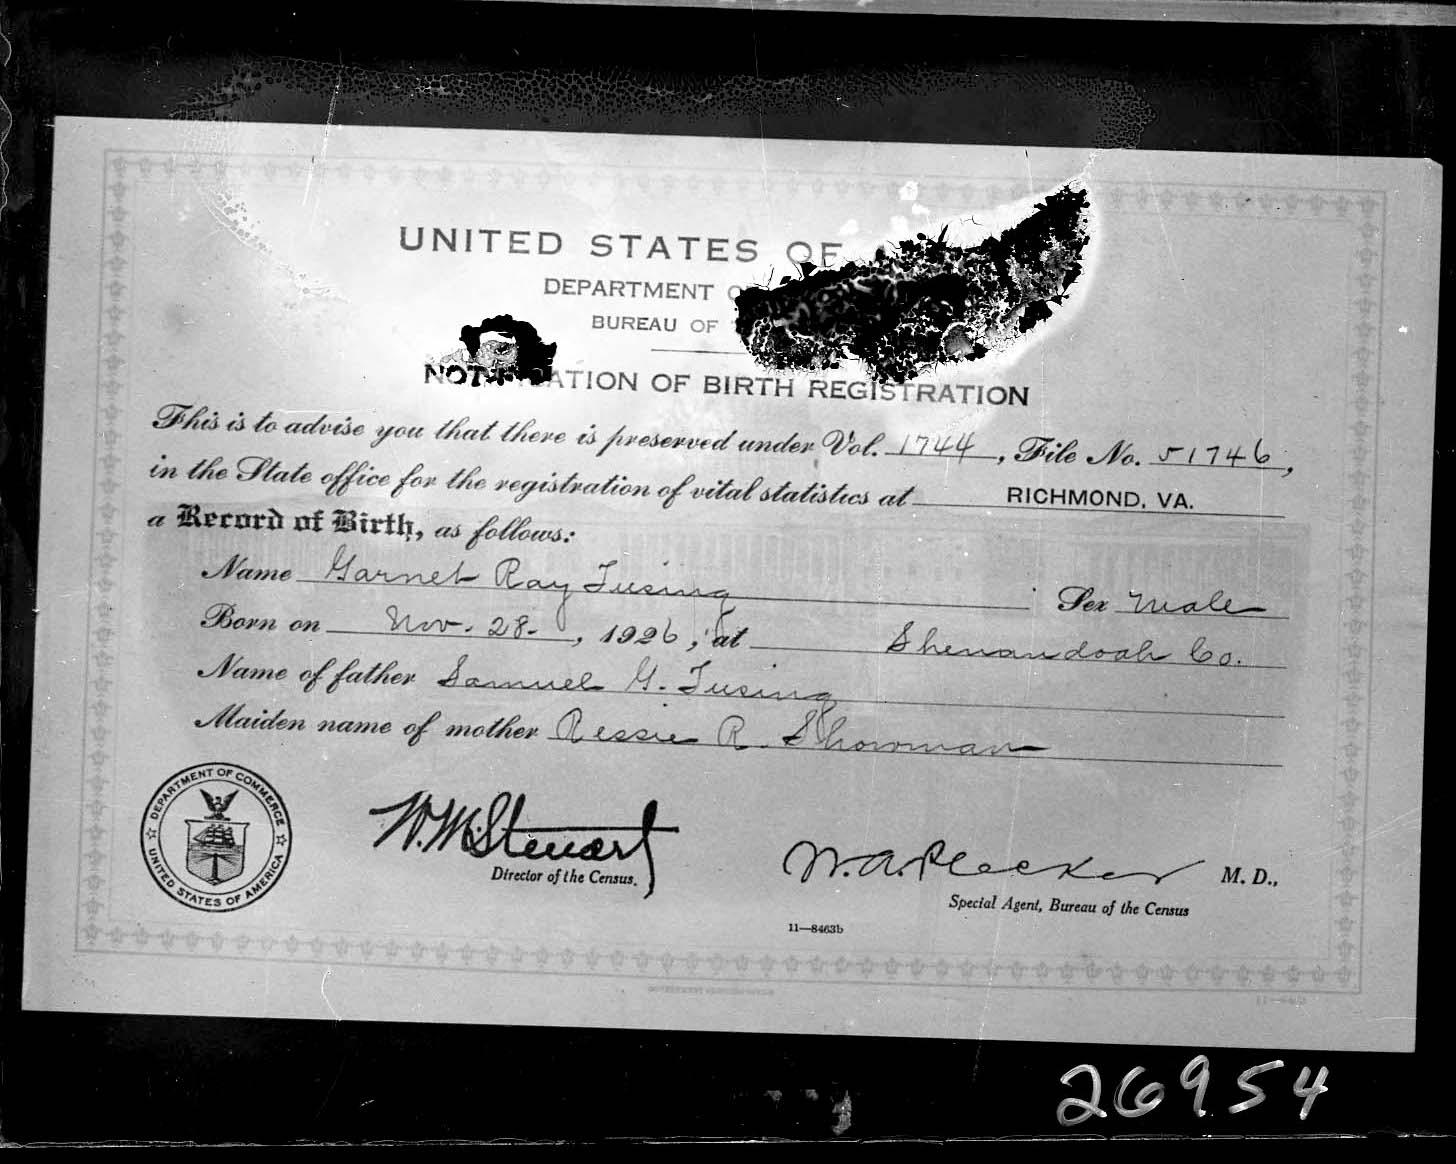 UNITED STATES OF
DEPARTMENT
BUREAU OF
NOTIFICATION OF BIRTH REGISTRATION
This is to advise you that there is preserved under Vol. 1744, File No. 51746,
in the State office for the registration of vital statistics at RICHMOND, VA.
a Record of Birth, as follows:
Name Garnet Ray Tusing Sex Male
Born on Nov. 28-, 1926, at Shenandoah Co.
Name of father Samuel G. Tusing
Maiden name of mother Ressie R. Showman
DEPARTMENT OF COMMERCE
UNITED STATES OF AMERICA
W. M. Steuart
Director of the Census.
W. A. Plecker M. D.,
Special Agent, Bureau of the Census
11—8463b
26954